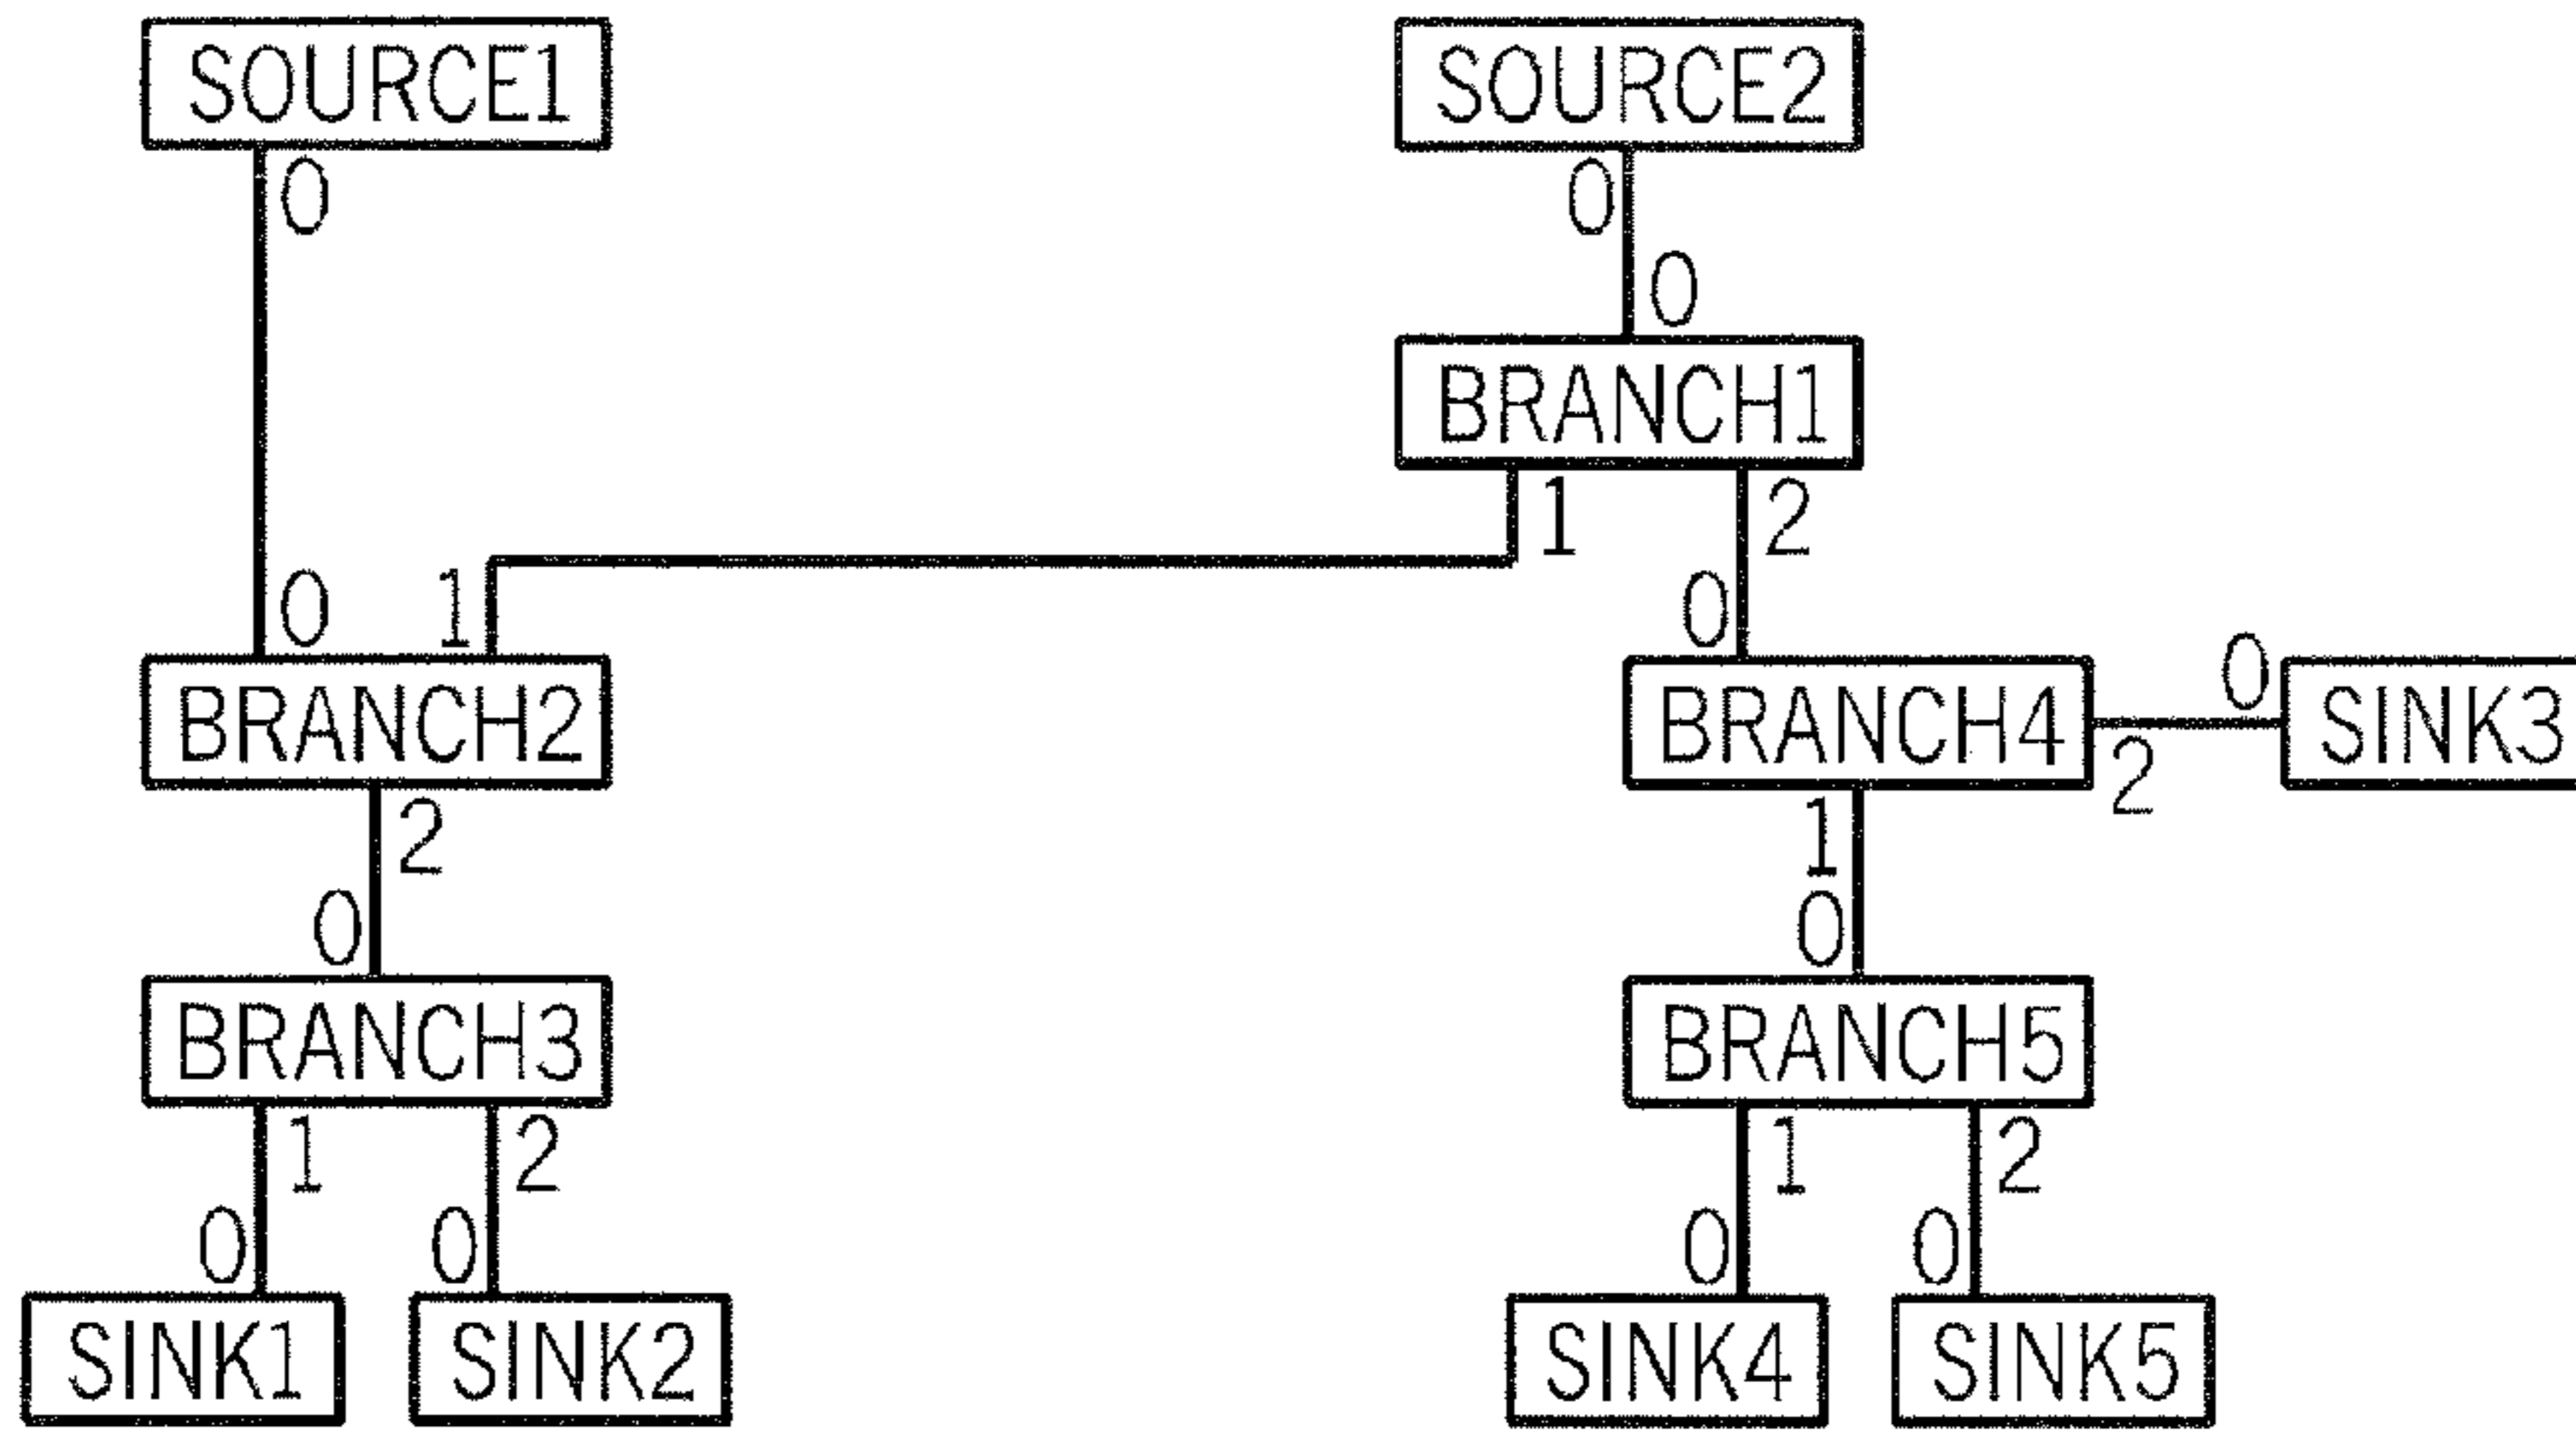 SOURCE1 SOURCE2
0 0
0
BRANCH1
1 2
0 1 0 0
BRANCH2 BRANCH4 SINK3
2
2 1
0 0
BRANCH3 BRANCH5
1 2 1 2
0 0 0 0
SINK1 SINK2 SINK4 SINK5